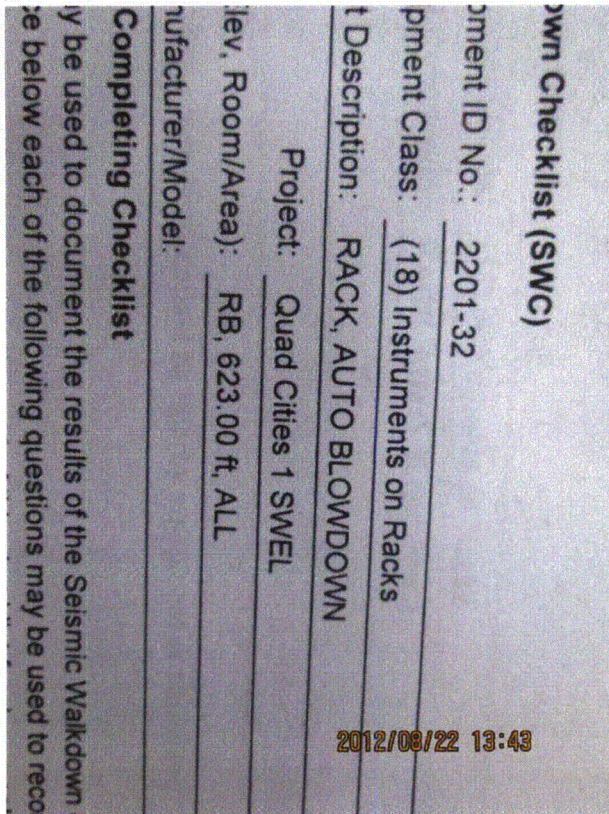 own Checklist (SWC)
pment ID No.: 2201-32
pment Class: (18) Instruments on Racks
t Description: RACK, AUTO BLOWDOWN
Project: Quad Cities 1 SWEL
lev, Room/Area): RB, 623.00 ft, ALL
nufacturer/Model:
Completing Checklist
y be used to document the results of the Seismic Walkdown
e below each of the following questions may be used to reco
2012/08/22 13:43